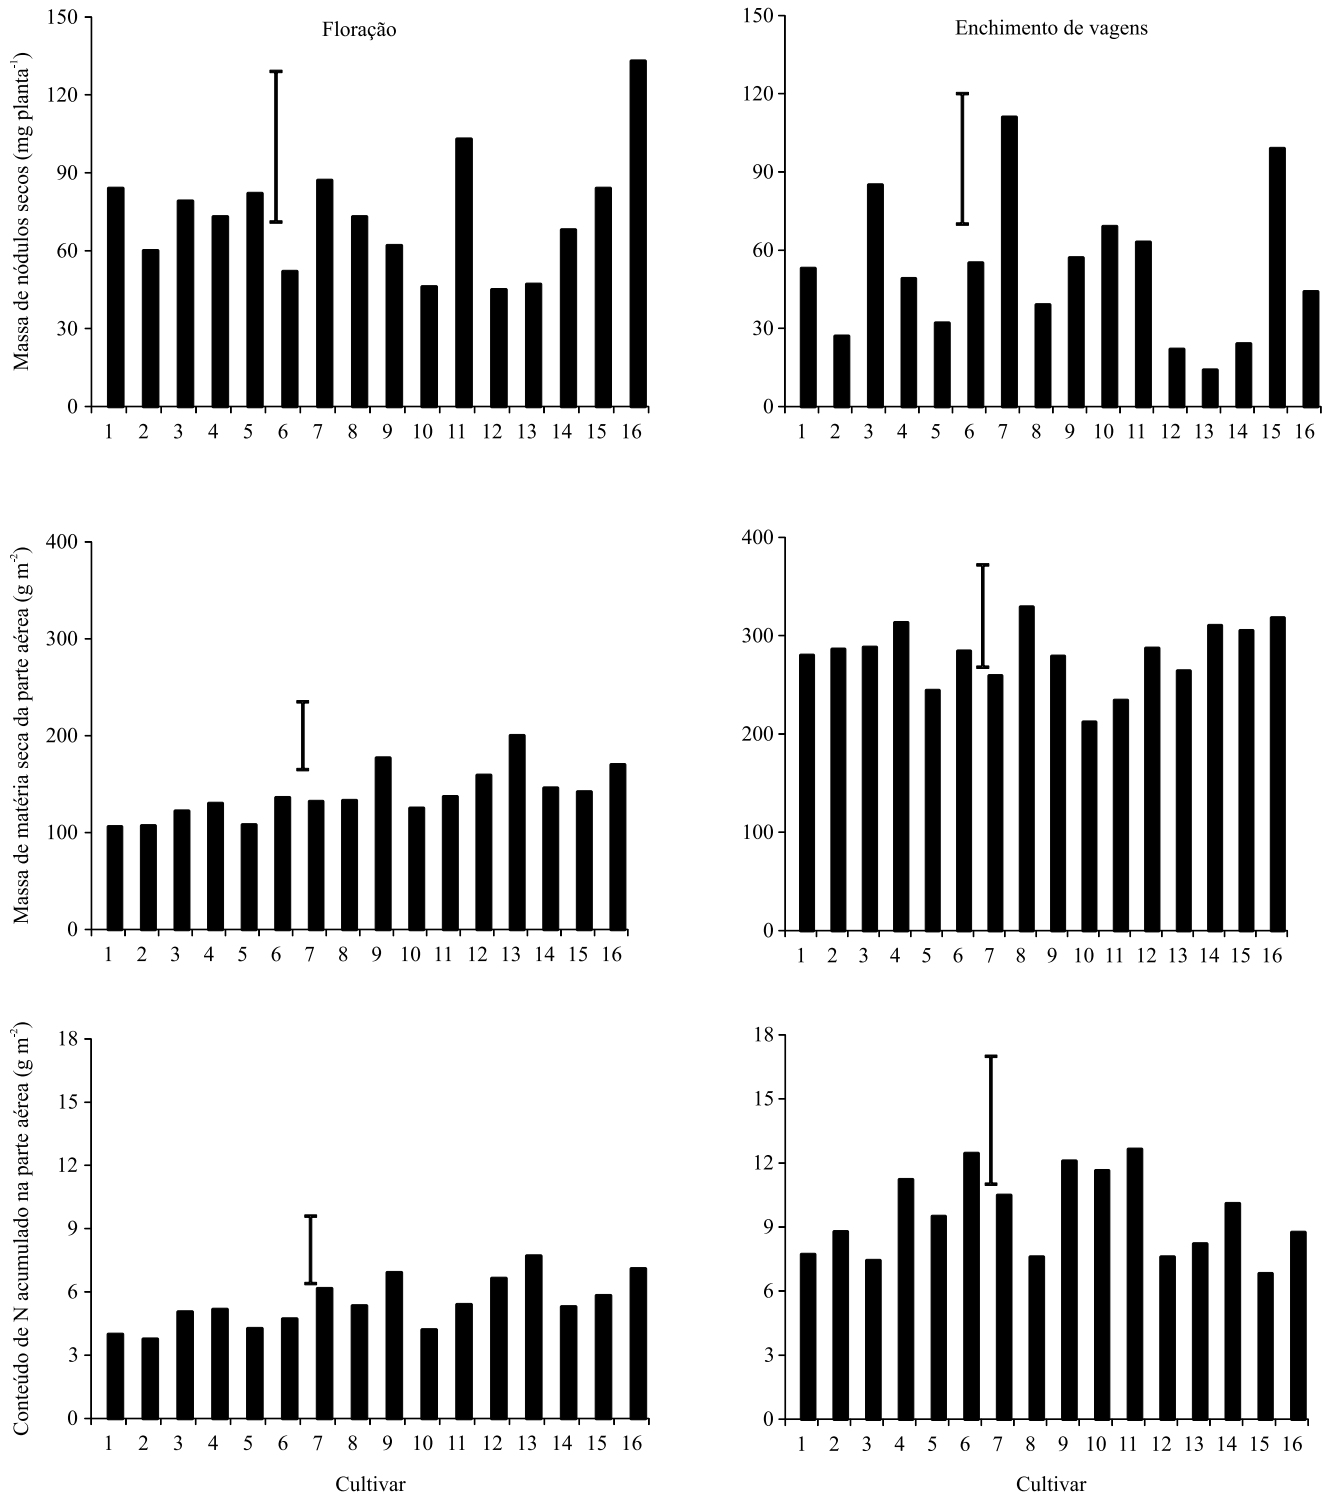 Floração
Massa de nódulos secos (mg planta-1)
150
120
90
60
30
0
1 2 3 4 5 6 7 8 9 10 11 12 13 14 15 16
Enchimento de vagens
150
120
90
60
30
0
1 2 3 4 5 6 7 8 9 10 11 12 13 14 15 16
Massa de matéria seca da parte aérea (g m-2)
400
300
200
100
0
1 2 3 4 5 6 7 8 9 10 11 12 13 14 15 16
400
300
200
100
0
1 2 3 4 5 6 7 8 9 10 11 12 13 14 15 16
Conteúdo de N acumulado na parte aérea (g m-2)
18
15
12
9
6
3
0
1 2 3 4 5 6 7 8 9 10 11 12 13 14 15 16
Cultivar
18
15
12
9
6
3
0
1 2 3 4 5 6 7 8 9 10 11 12 13 14 15 16
Cultivar